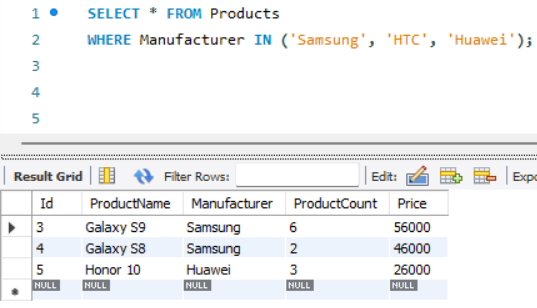 1 SELECT * FROM Products
2 WHERE Manufacturer IN ('Samsung', 'HTC', 'Huawei');
3
4
5
Result Grid Filter Rows: Edit: Expo
Id ProductName Manufacturer ProductCount Price
3 Galaxy S9 Samsung 6 56000
4 Galaxy S8 Samsung 2 46000
5 Honor 10 Huawei 3 26000
NULL NULL NULL NULL NULL